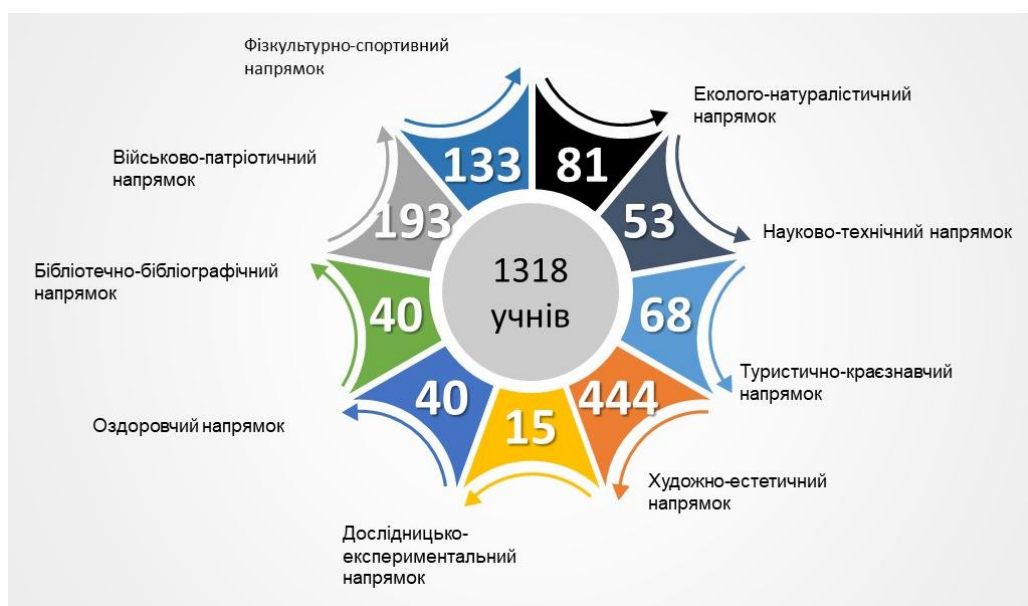 Фізкультурно-спортивний
напрямок
Еколого-натуралістичний
напрямок
Військово-патріотичний
напрямок
133
81
193
53
Науково-технічний напрямок
Бібліотечно-бібліографічний
напрямок
1318
учнів
40
68
Туристично-краєзнавчий
напрямок
40
444
15
Оздоровчий напрямок
Художно-естетичний
напрямок
Дослідницько-
експериментальний
напрямок